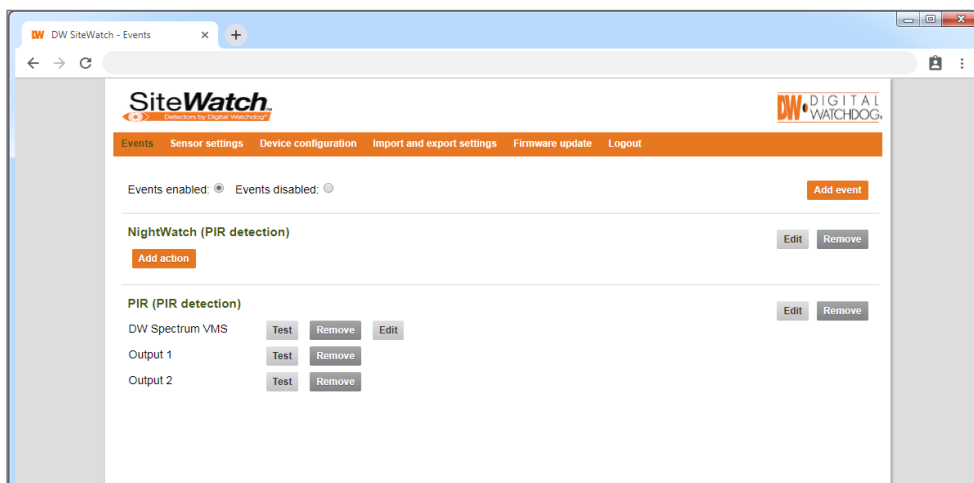 DW SiteWatch - Events
SiteWatch™
Detectors by Digital Watchdog®
DW DIGITAL
WATCHDOG®
Events Sensor settings Device configuration Import and export settings Firmware update Logout
Events enabled: Events disabled: Add event
NightWatch (PIR detection) Edit Remove
Add action
PIR (PIR detection) Edit Remove
DW Spectrum VMS Test Remove Edit
Output 1 Test Remove
Output 2 Test Remove